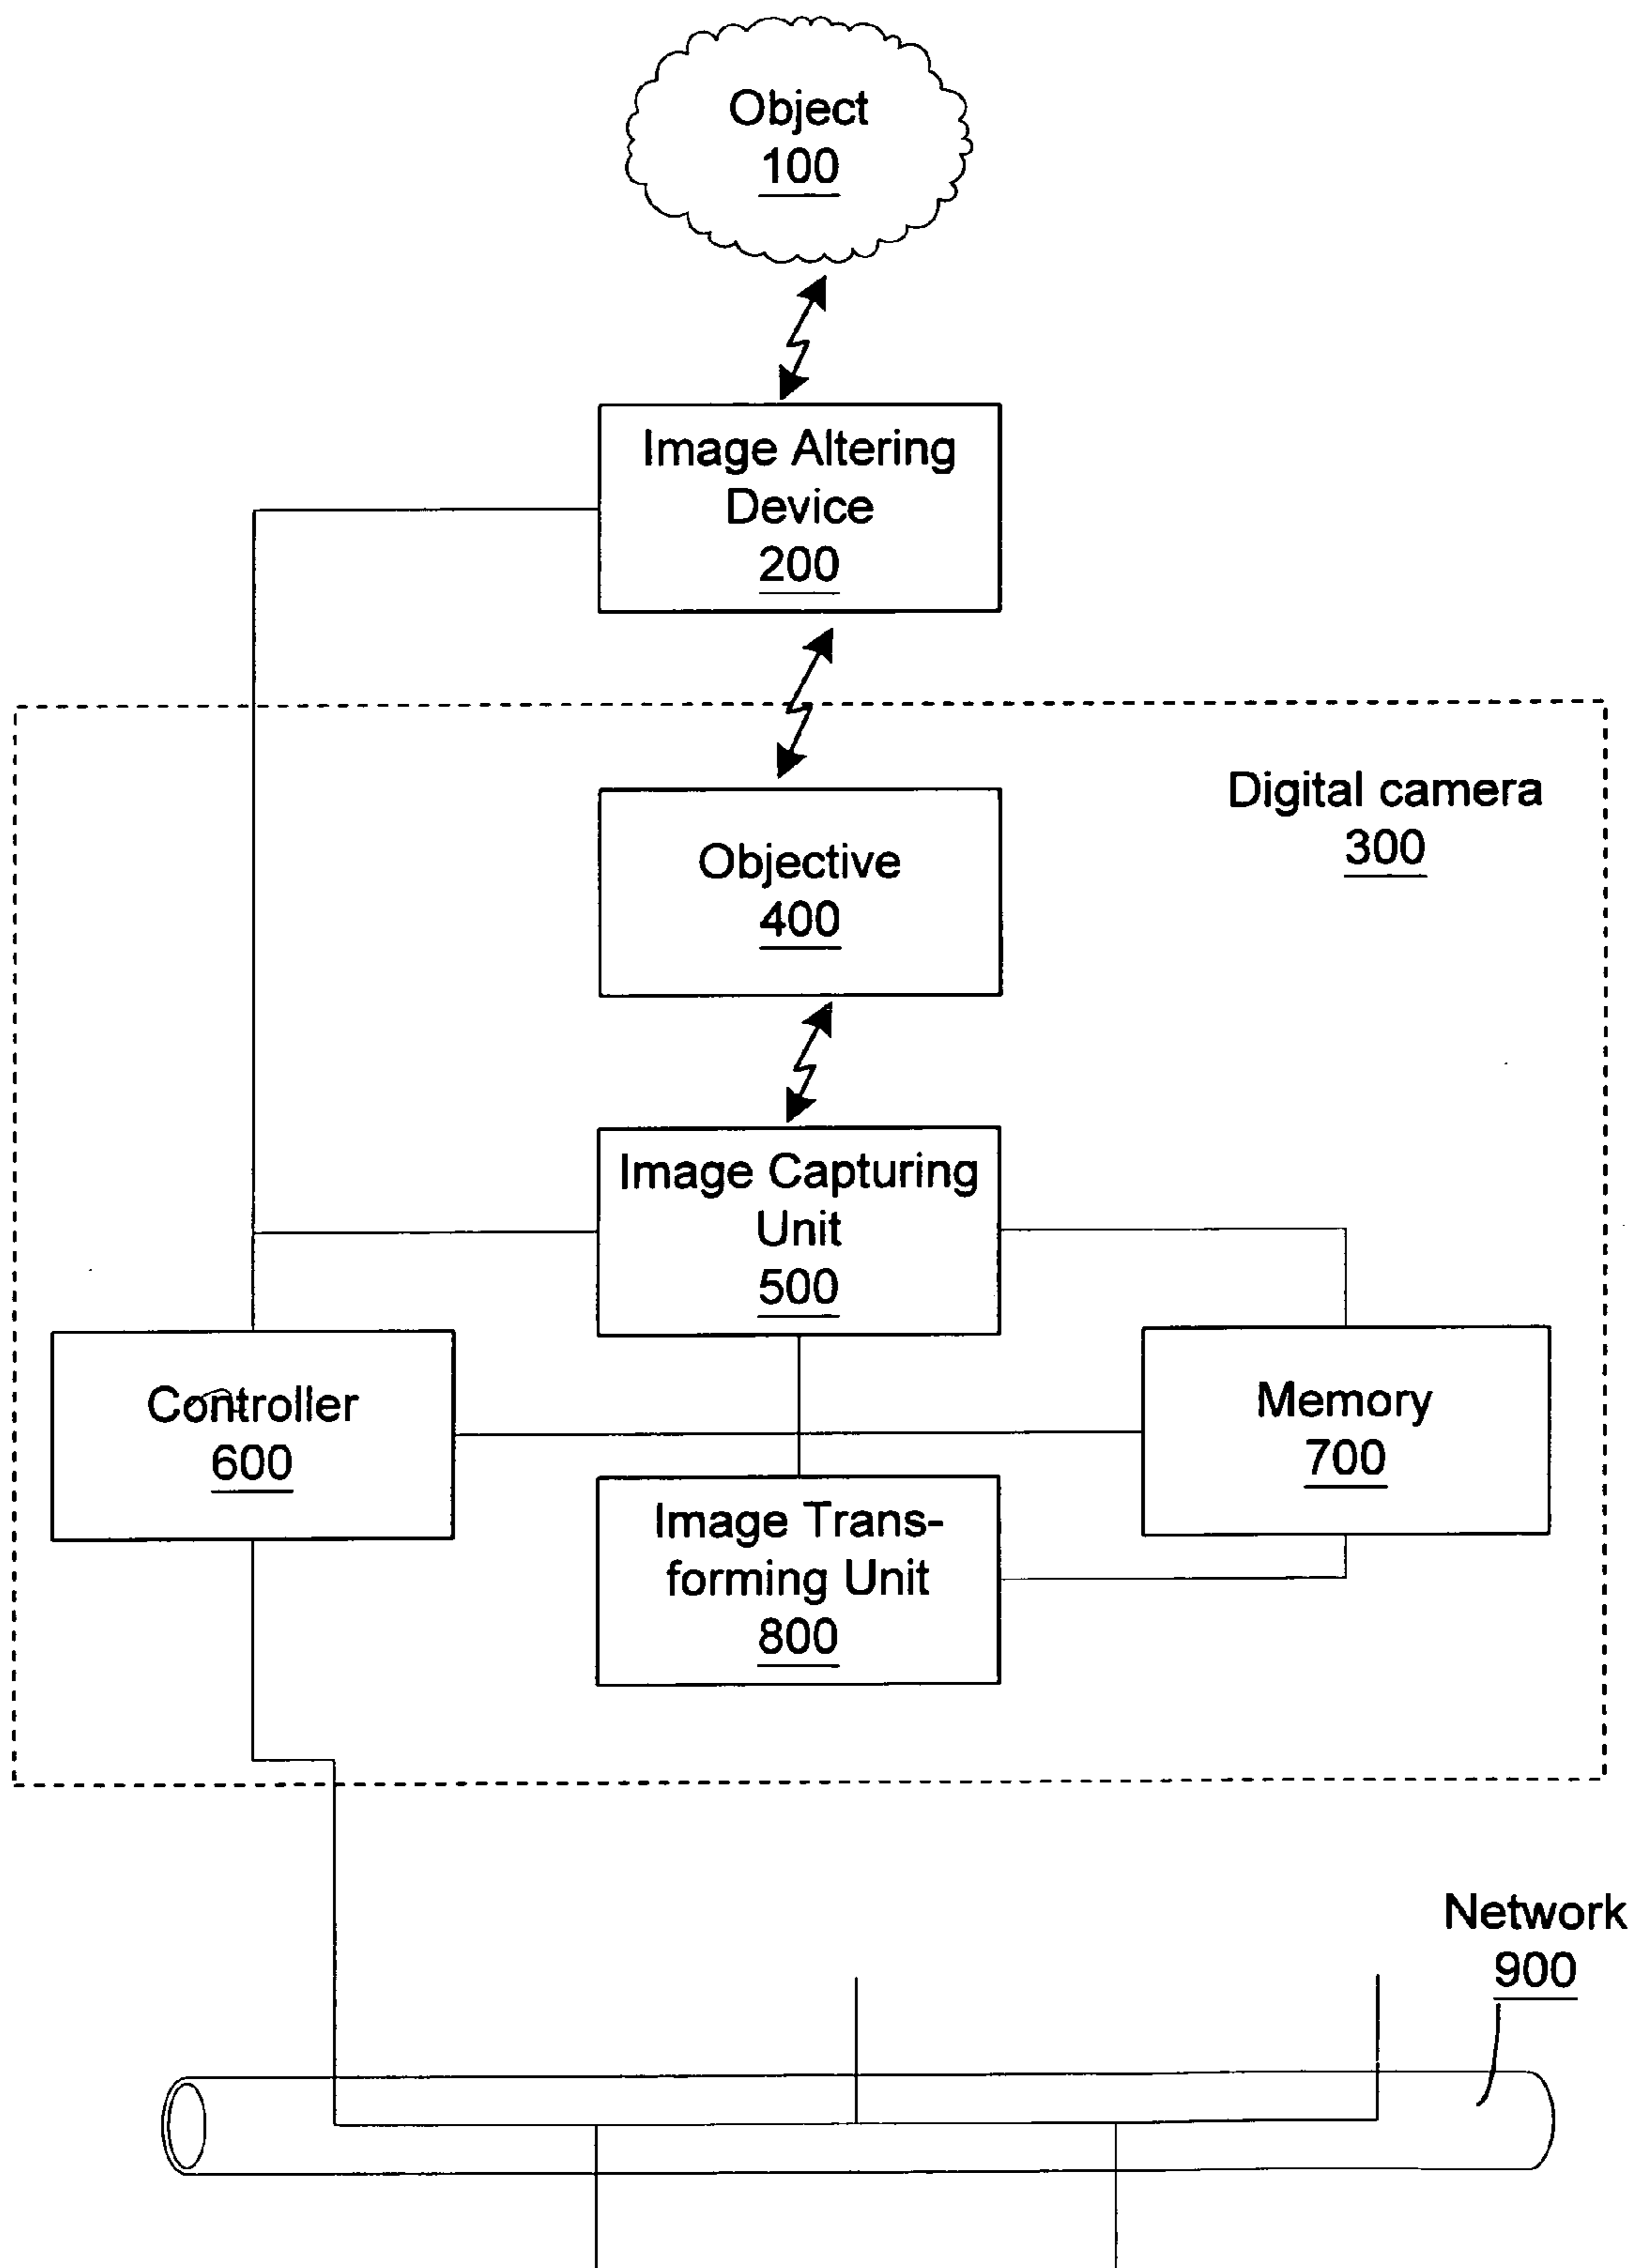 Object
100
Image Altering
Device
200
Digital camera
300
Objective
400
Image Capturing
Unit
500
Controller
600
Memory
700
Image Trans-
forming Unit
800
Network
900